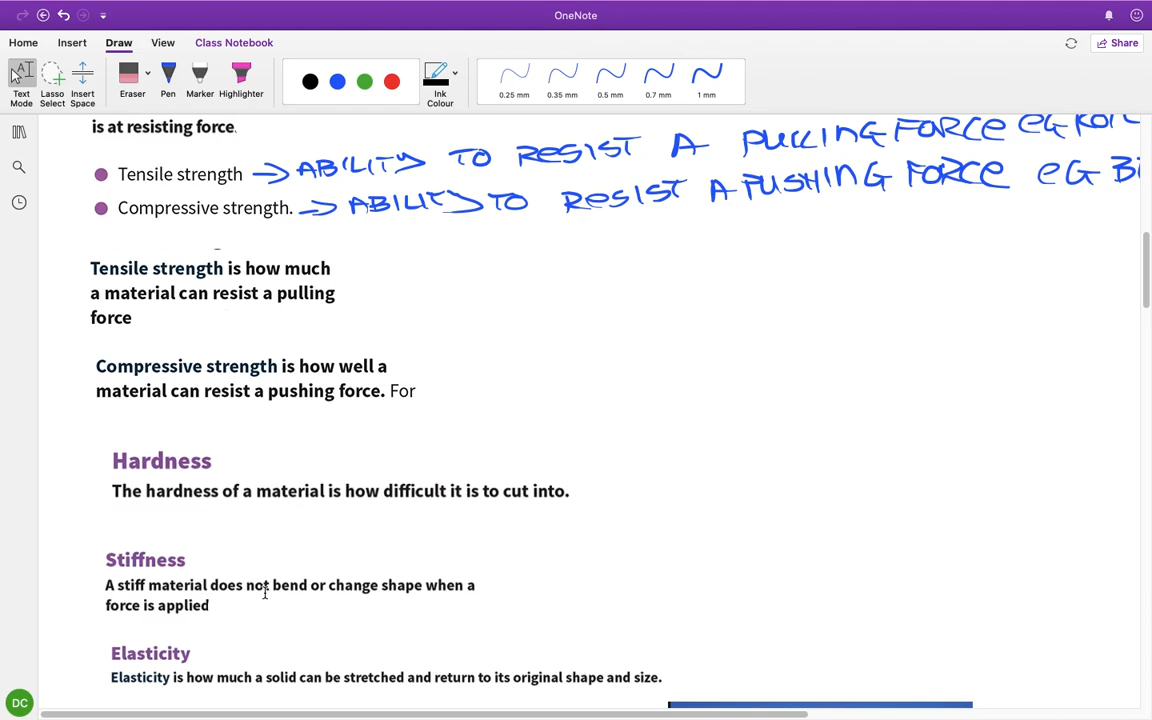 OneNote
Home Insert Draw View Class Notebook
Share
Text Mode
Lasso Select
Insert Space
Eraser
Pen
Marker
Highlighter
Ink Colour
0.25 mm 0.35 mm 0.5 mm 0.7 mm 1 mm
is at resisting force.
Tensile strength → ABILITY TO RESIST A PULLING FORCE EG
Compressive strength. → ABILITY TO RESIST A PUSHING FORCE EG
Tensile strength is how much
a material can resist a pulling
force
Compressive strength is how well a
material can resist a pushing force. For
Hardness
The hardness of a material is how difficult it is to cut into.
Stiffness
A stiff material does not bend or change shape when a
force is applied
Elasticity
Elasticity is how much a solid can be stretched and return to its original shape and size.
DC